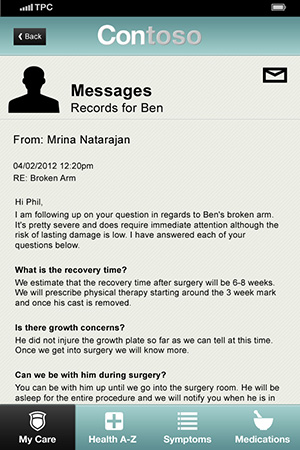 TPC
Back
Contoso
Messages
Records for Ben
From: Mrina Natarajan
04/02/2012 12:20pm
RE: Broken Arm
Hi Phil,
I am following up on your question in regards to Ben's broken arm.
It's pretty severe and does require immediate attention although the
risk of lasting damage is low. I have answered each of your
questions below.
What is the recovery time?
We estimate that the recovery time after surgery will be 6-8 weeks.
We will prescribe physical therapy starting around the 3 week mark
and once his cast is removed.
Is there growth concerns?
He did not injure the growth plate so far as we can tell at this time.
Once we get into surgery we will know more.
Can we be with him during surgery?
You can be with him up until we go into the surgery room. He will be
asleep for the entire procedure and we will notify you when he is in
My Care
Health A-Z
Symptoms
Medications